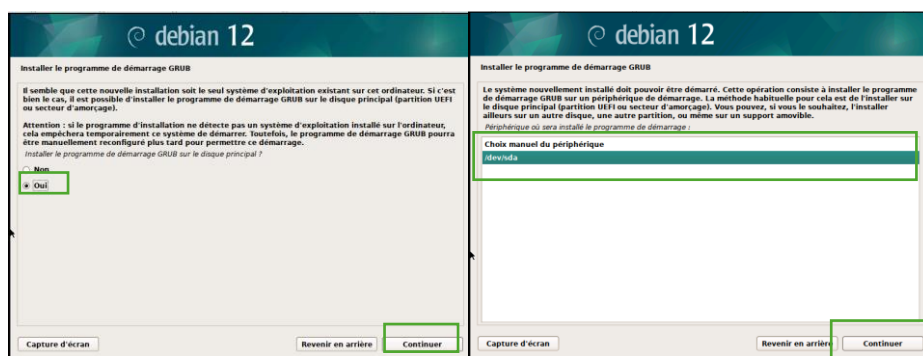 debian 12
Installer le programme de démarrage GRUB
Il semble que cette nouvelle installation soit le seul système d'exploitation existant sur cet ordinateur. Si c'est
bien le cas, il est possible d'installer le programme de démarrage GRUB sur le disque principal (partition UEFI
ou secteur d'amorçage).
Attention : si le programme d'installation ne détecte pas un système d'exploitation installé sur l'ordinateur,
cela empêchera temporairement ce système de démarrer. Toutefois, le programme de démarrage GRUB pourra
être manuellement reconfiguré plus tard pour permettre ce démarrage.
Installer le programme de démarrage GRUB sur le disque principal ?
Non
Oui
Capture d'écran
Revenir en arrière
Continuer
debian 12
Installer le programme de démarrage GRUB
Le système nouvellement installé doit pouvoir être démarré. Cette opération consiste à installer le programme
de démarrage GRUB sur un périphérique de démarrage. La méthode habituelle pour cela est de l'installer sur
le disque principal (partition UEFI ou secteur d'amorçage). Vous pouvez, si vous le souhaitez, l'installer
ailleurs sur un autre disque, une autre partition, ou même sur un support amovible.
Périphérique où sera installé le programme de démarrage :
Choix manuel du périphérique
/dev/sda
Capture d'écran
Revenir en arrière
Continuer